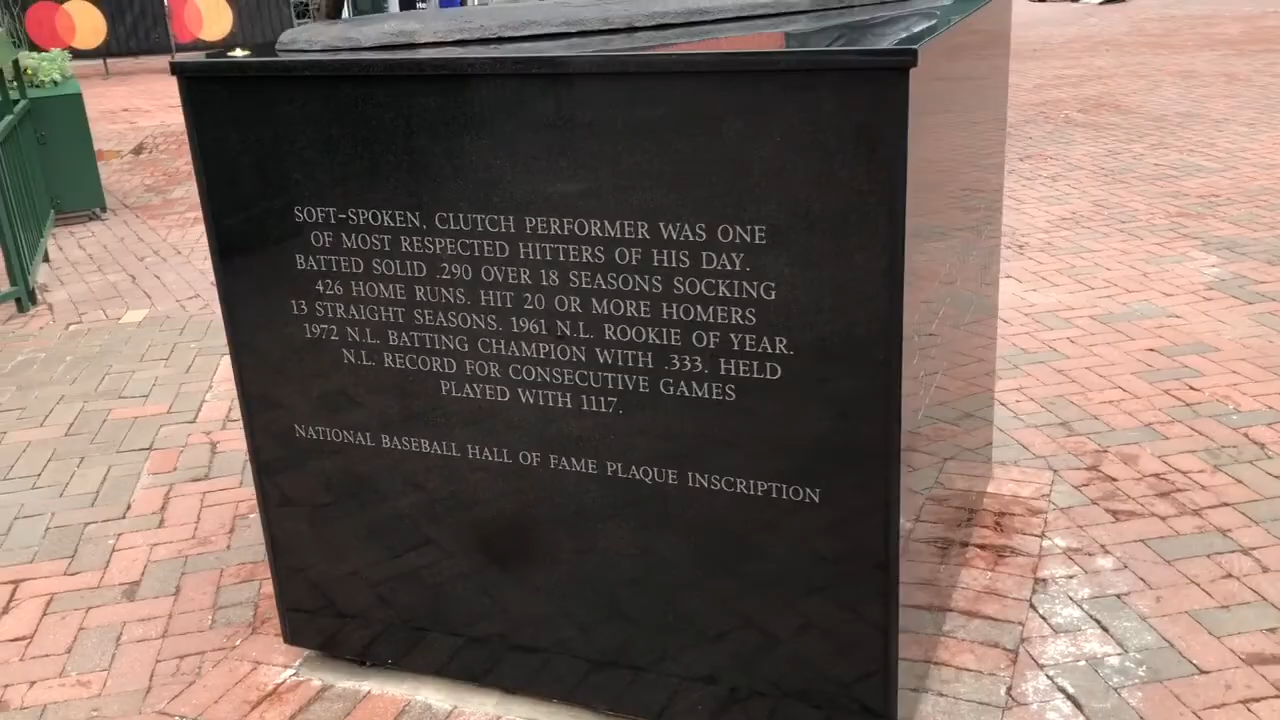 SOFT-SPOKEN, CLUTCH PERFORMER WAS ONE
OF MOST RESPECTED HITTERS OF HIS DAY.
BATTED SOLID .290 OVER 18 SEASONS SOCKING
426 HOME RUNS. HIT 20 OR MORE HOMERS
13 STRAIGHT SEASONS. 1961 N.L. ROOKIE OF YEAR.
1972 N.L. BATTING CHAMPION WITH .333. HELD
N.L. RECORD FOR CONSECUTIVE GAMES
PLAYED WITH 1117.
NATIONAL BASEBALL HALL OF FAME PLAQUE INSCRIPTION